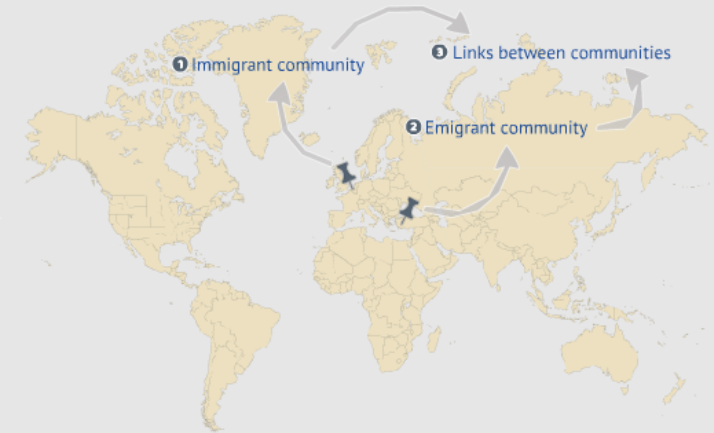 ❸ Links between communities
❶ Immigrant community
❷ Emigrant community